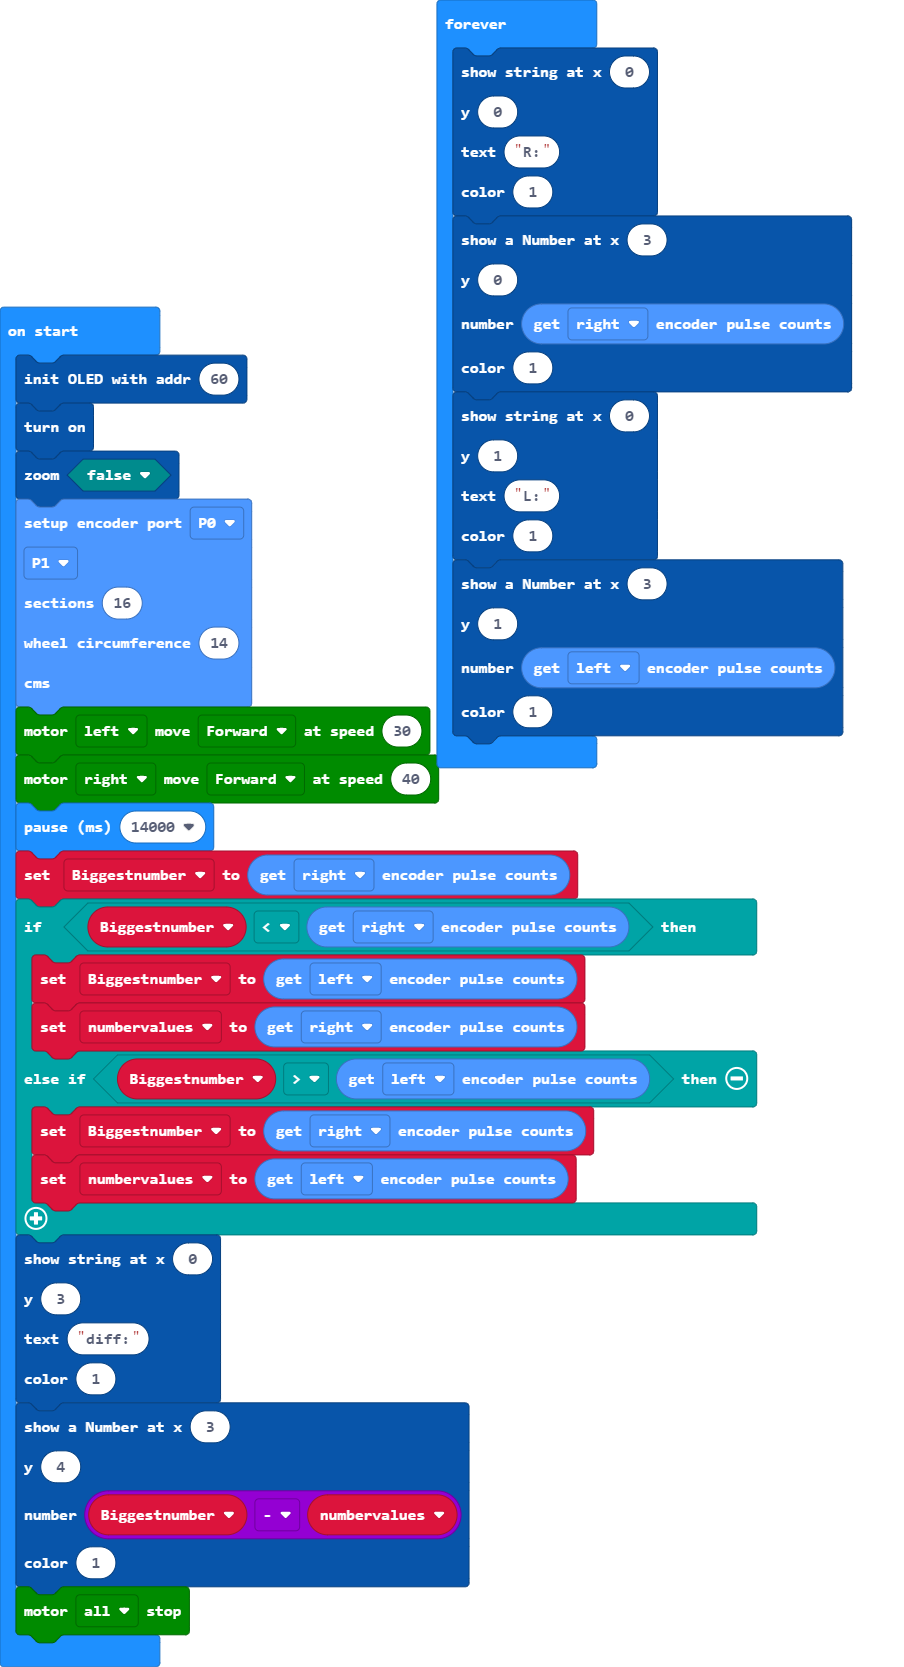 forever
show string at x 0
y 0
text "R:"
color 1
show a Number at x 3
y 0
number get right encoder pulse counts
color 1
show string at x 0
y 1
text "L:"
color 1
show a Number at x 3
y 1
number get left encoder pulse counts
color 1
on start
init OLED with addr 60
turn on
zoom false
setup encoder port P0
P1
sections 16
wheel circumference 14
cms
motor left move Forward at speed 30
motor right move Forward at speed 40
pause (ms) 14000
set Biggestnumber to get right encoder pulse counts
if Biggestnumber < get right encoder pulse counts then
set Biggestnumber to get left encoder pulse counts
set numbervalues to get right encoder pulse counts
else if Biggestnumber > get left encoder pulse counts then
set Biggestnumber to get right encoder pulse counts
set numbervalues to get left encoder pulse counts
show string at x 0
y 3
text "diff:"
color 1
show a Number at x 3
y 4
number Biggestnumber - numbervalues
color 1
motor all stop